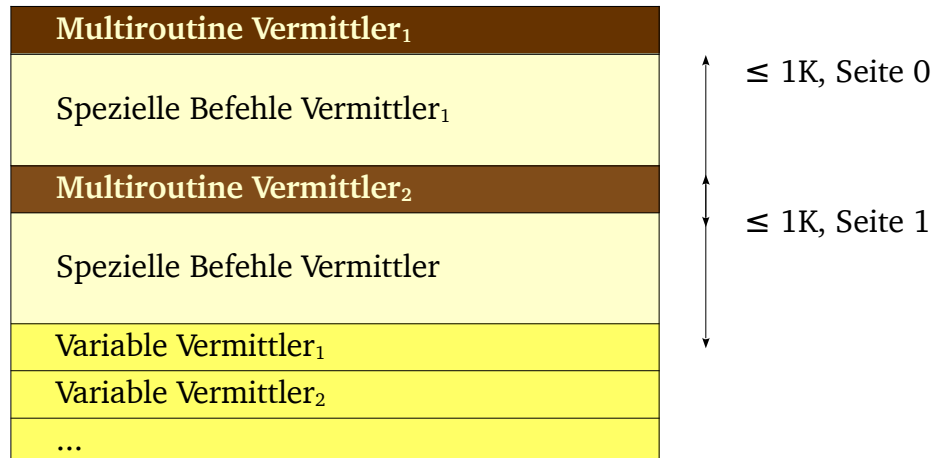 Multiroutine Vermittler₁
≤ 1K, Seite 0
Spezielle Befehle Vermittler₁
Multiroutine Vermittler₂
≤ 1K, Seite 1
Spezielle Befehle Vermittler
Variable Vermittler₁
Variable Vermittler₂
...